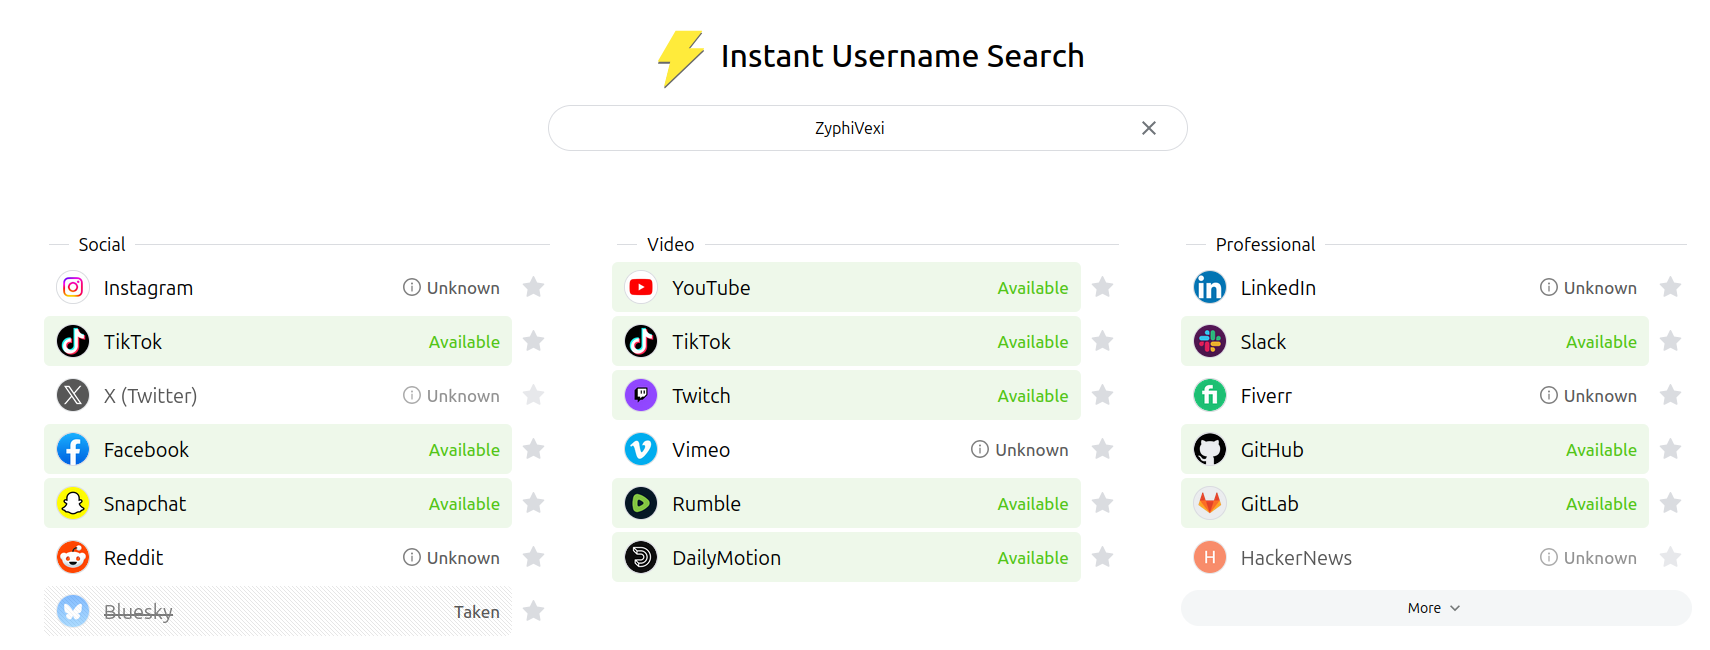 Instant Username Search
ZyphiVexi
Social
Instagram Unknown
TikTok Available
X (Twitter) Unknown
Facebook Available
Snapchat Available
Reddit Unknown
Bluesky Taken
Video
YouTube Available
TikTok Available
Twitch Available
Vimeo Unknown
Rumble Available
DailyMotion Available
Professional
LinkedIn Unknown
Slack Available
Fiverr Unknown
GitHub Available
GitLab Available
H HackerNews Unknown
More